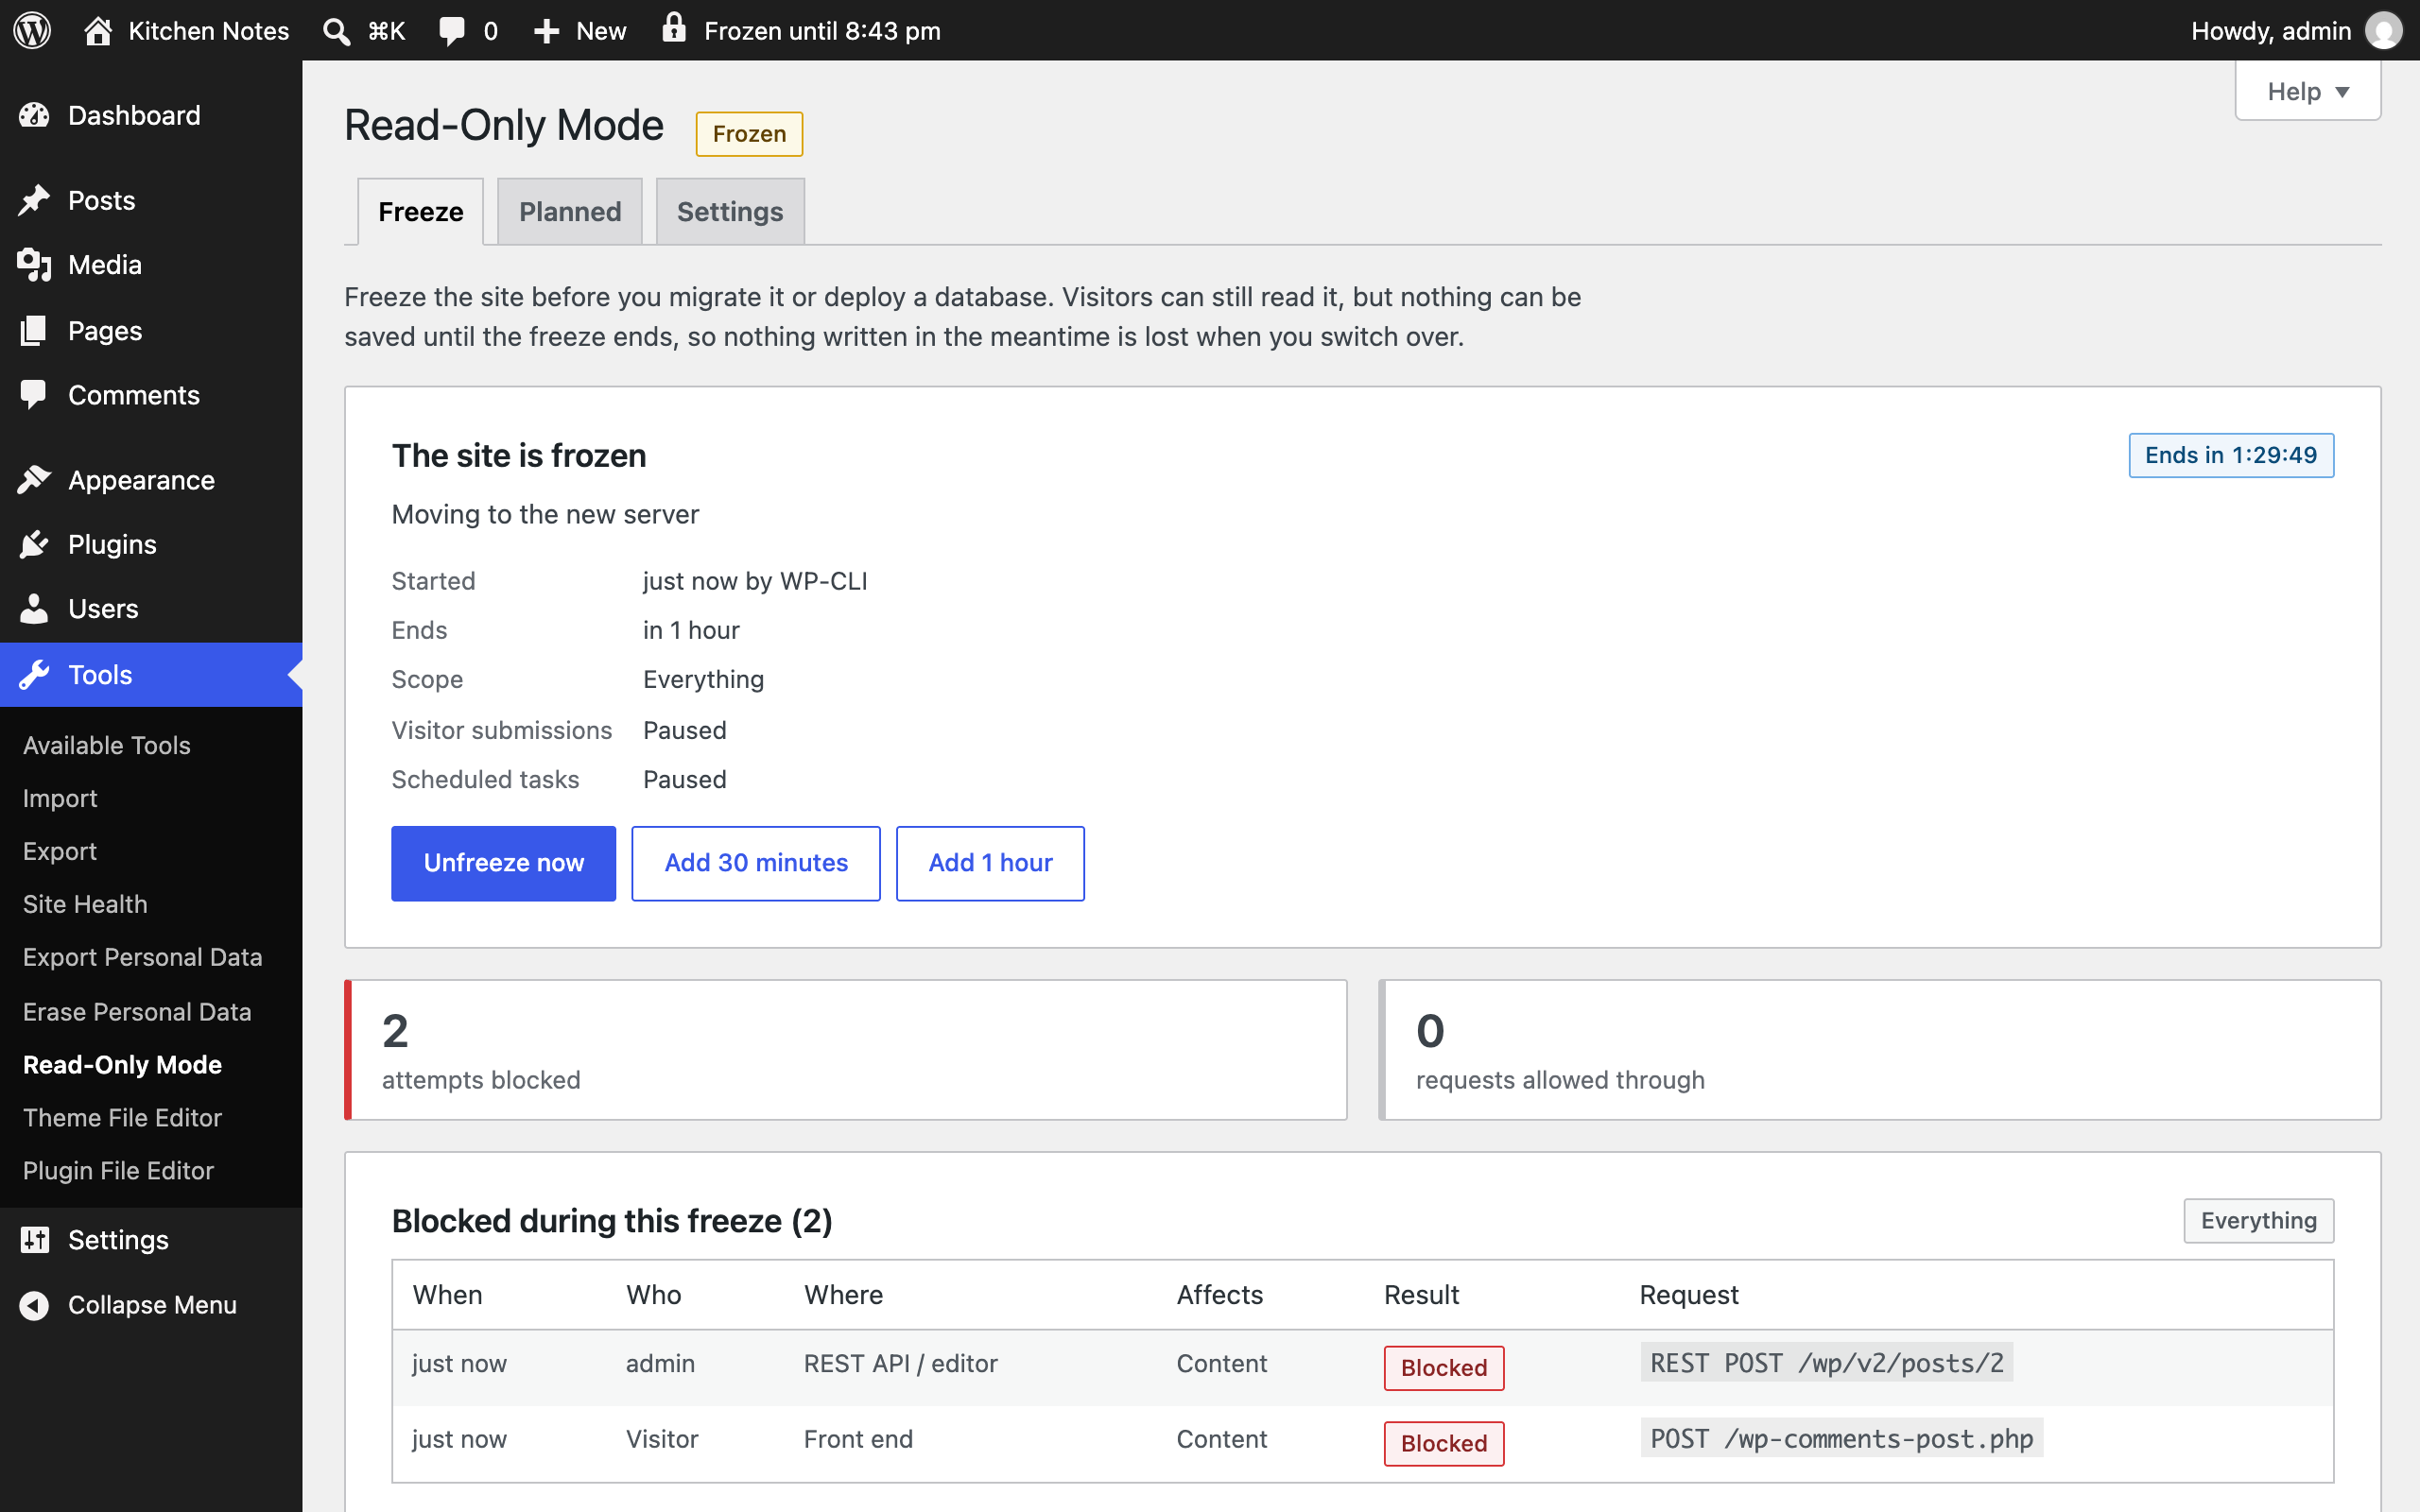 Kitchen Notes ⌘K 0 New Frozen until 8:43 pm Howdy, admin
Help
Dashboard
Posts
Media
Pages
Comments
Appearance
Plugins
Users
Tools
Available Tools
Import
Export
Site Health
Export Personal Data
Erase Personal Data
Read-Only Mode
Theme File Editor
Plugin File Editor
Settings
Collapse Menu
Read-Only Mode Frozen
Freeze Planned Settings
Freeze the site before you migrate it or deploy a database. Visitors can still read it, but nothing can be
saved until the freeze ends, so nothing written in the meantime is lost when you switch over.
The site is frozen Ends in 1:29:49
Moving to the new server
Started just now by WP-CLI
Ends in 1 hour
Scope Everything
Visitor submissions Paused
Scheduled tasks Paused
Unfreeze now Add 30 minutes Add 1 hour
2
attempts blocked
0
requests allowed through
Blocked during this freeze (2) Everything
When Who Where Affects Result Request
just now admin REST API / editor Content Blocked REST POST /wp/v2/posts/2
just now Visitor Front end Content Blocked POST /wp-comments-post.php